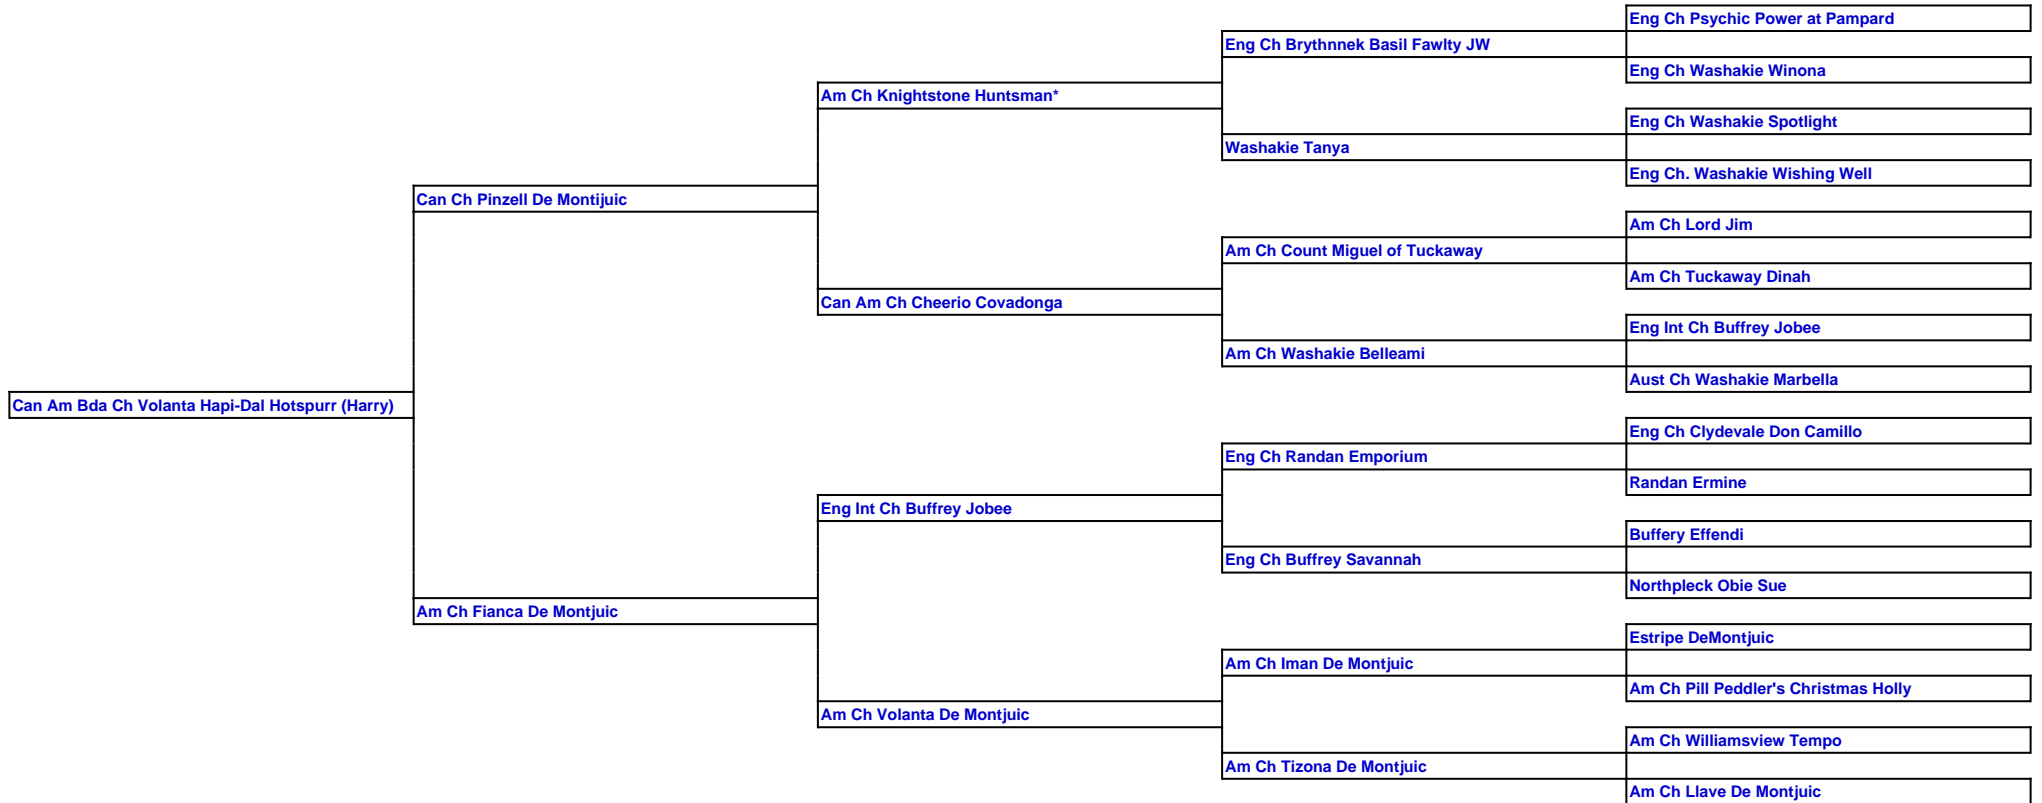 Eng Ch Psychic Power at Pampard
Eng Ch Brythnnek Basil Fawlty JW
Eng Ch Washakie Winona
Am Ch Knightstone Huntsman*
Eng Ch Washakie Spotlight
Washakie Tanya
Eng Ch. Washakie Wishing Well
Can Ch Pinzell De Montijuic
Am Ch Lord Jim
Am Ch Count Miguel of Tuckaway
Am Ch Tuckaway Dinah
Can Am Ch Cheerio Covadonga
Eng Int Ch Buffrey Jobee
Am Ch Washakie Belleami
Aust Ch Washakie Marbella
Can Am Bda Ch Volanta Hapi-Dal Hotspurr (Harry)
Eng Ch Clydevale Don Camillo
Eng Ch Randan Emporium
Randan Ermine
Eng Int Ch Buffrey Jobee
Buffery Effendi
Eng Ch Buffrey Savannah
Northpleck Obie Sue
Am Ch Fianca De Montjuic
Estripe DeMontjuic
Am Ch Iman De Montjuic
Am Ch Pill Peddler's Christmas Holly
Am Ch Volanta De Montjuic
Am Ch Williamsview Tempo
Am Ch Tizona De Montjuic
Am Ch Llave De Montjuic